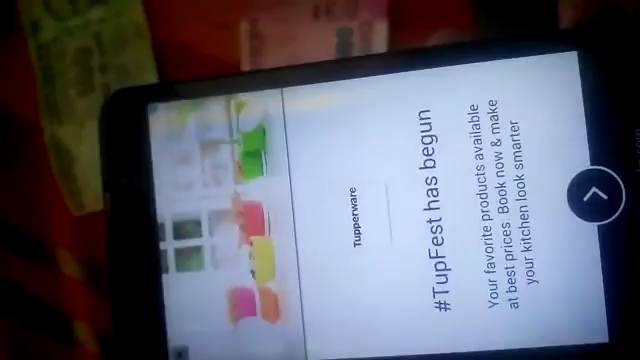 Tupperware
#TupFest has begun
Your favorite products available
at best prices. Book now & make
your kitchen look smarter